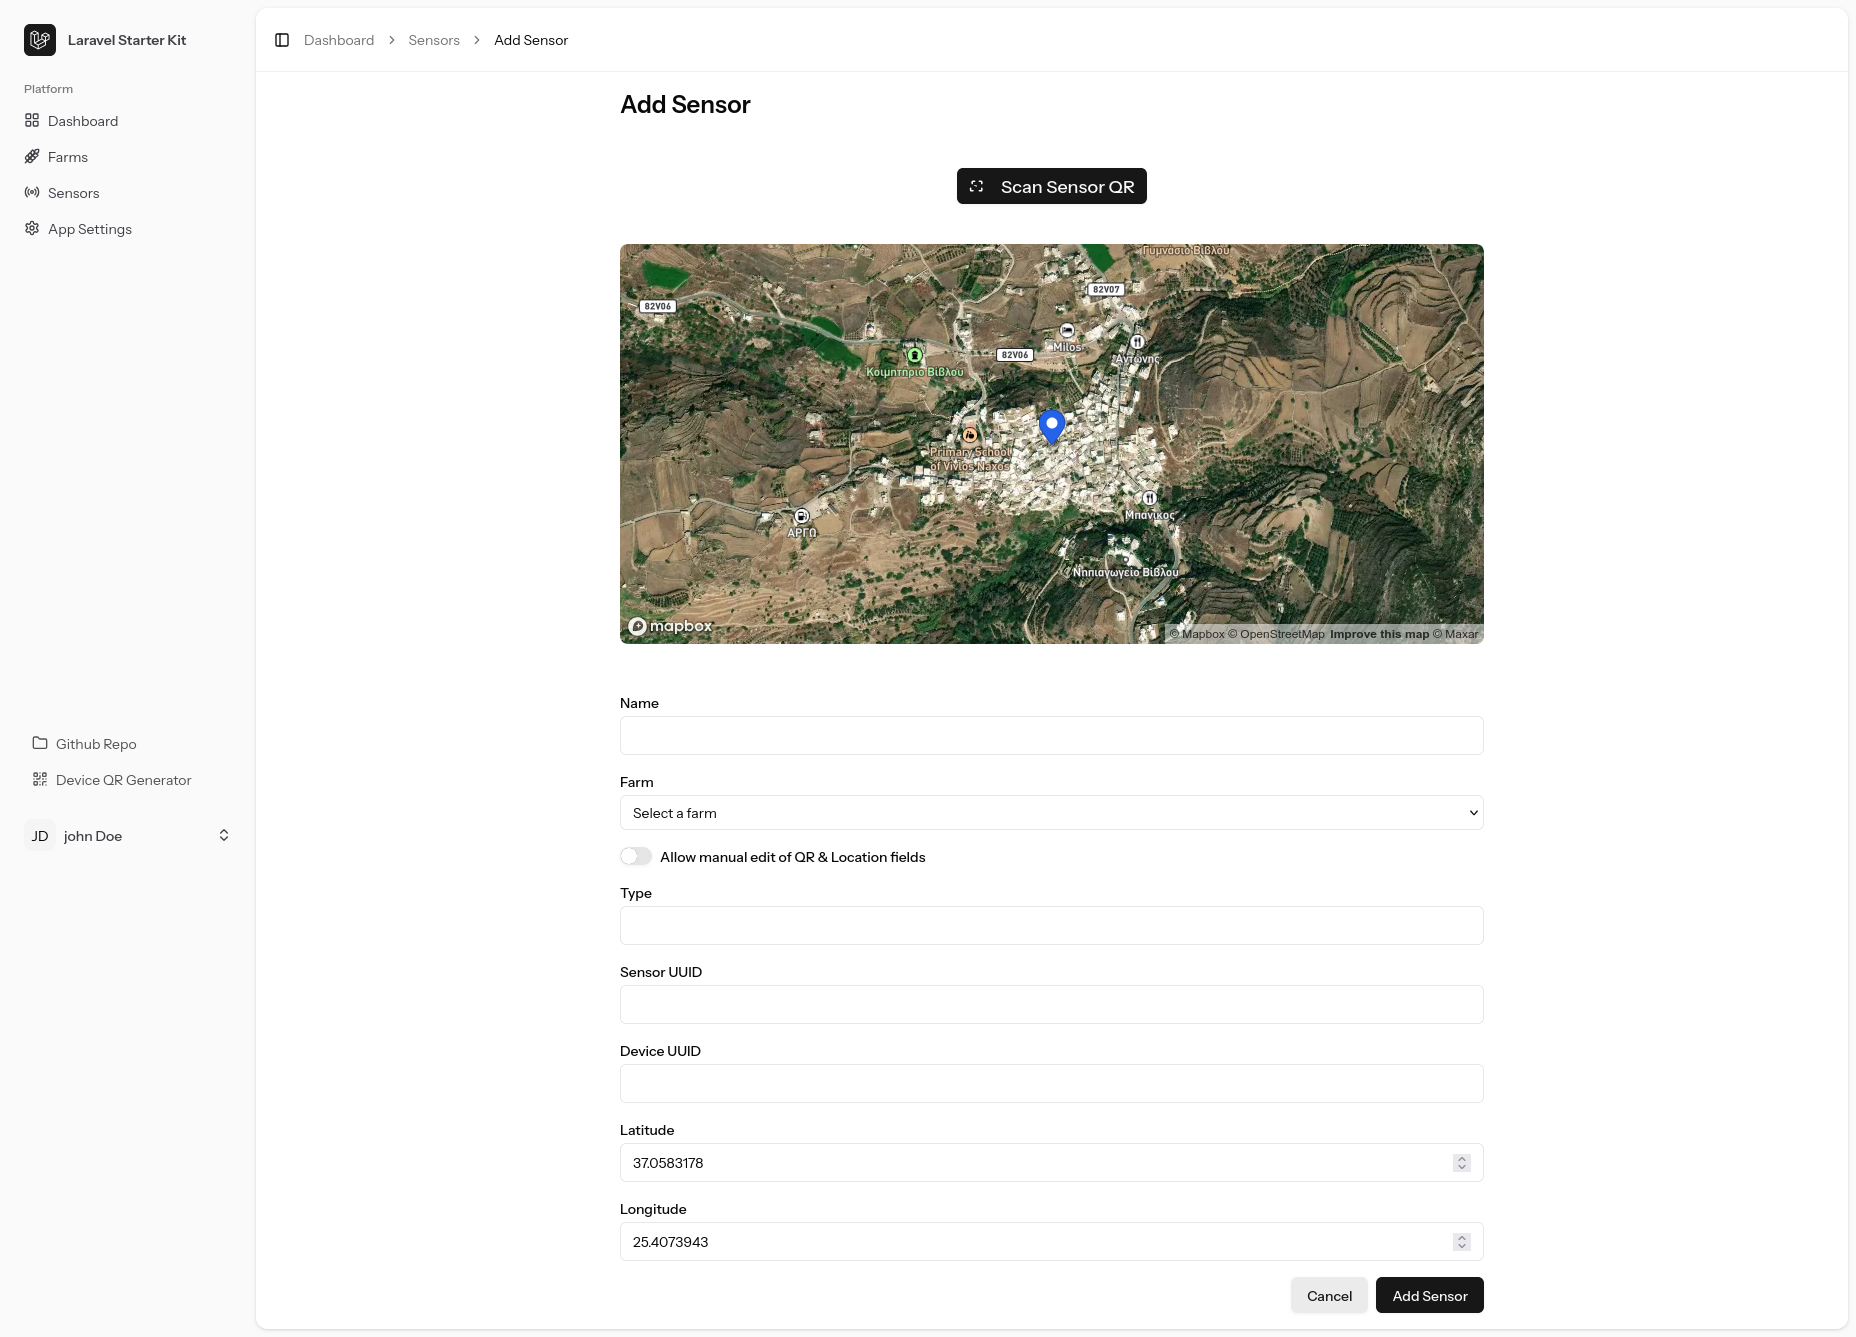 Laravel Starter Kit
Platform
Dashboard
Farms
Sensors
App Settings
Github Repo
Device QR Generator
JD john Doe
Dashboard > Sensors > Add Sensor
Add Sensor
Scan Sensor QR
Γυμνάσιο Βίβλου
82V07
82V06
Milos
82V06
Αντώνης
Κοιμητήριο Βίβλου
Primary School
of Vivlos Naxos
Μπανίκος
ΑΡΓΩ
Νηπιαγωγείο Βίβλου
mapbox
© Mapbox © OpenStreetMap Improve this map © Maxar
Name
Farm
Select a farm
Allow manual edit of QR & Location fields
Type
Sensor UUID
Device UUID
Latitude
37.0583178
Longitude
25.4073943
Cancel
Add Sensor